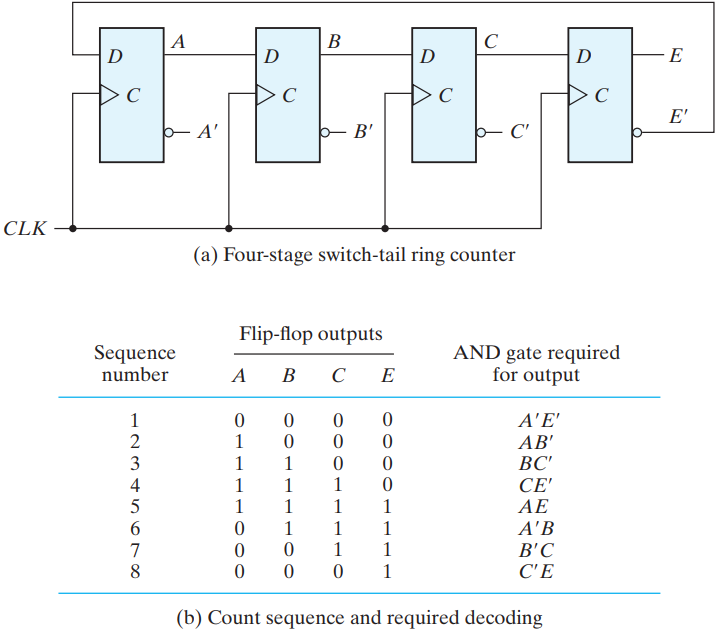 A B C
D D D D E
C C C C
E'
A' B' C'
CLK
(a) Four-stage switch-tail ring counter
Flip-flop outputs
Sequence number
AND gate required for output
A B C E
1 0 0 0 0 A'E'
2 1 0 0 0 AB'
3 1 1 0 0 BC'
4 1 1 1 0 CE'
5 1 1 1 1 AE
6 0 1 1 1 A'B
7 0 0 1 1 B'C
8 0 0 0 1 C'E
(b) Count sequence and required decoding